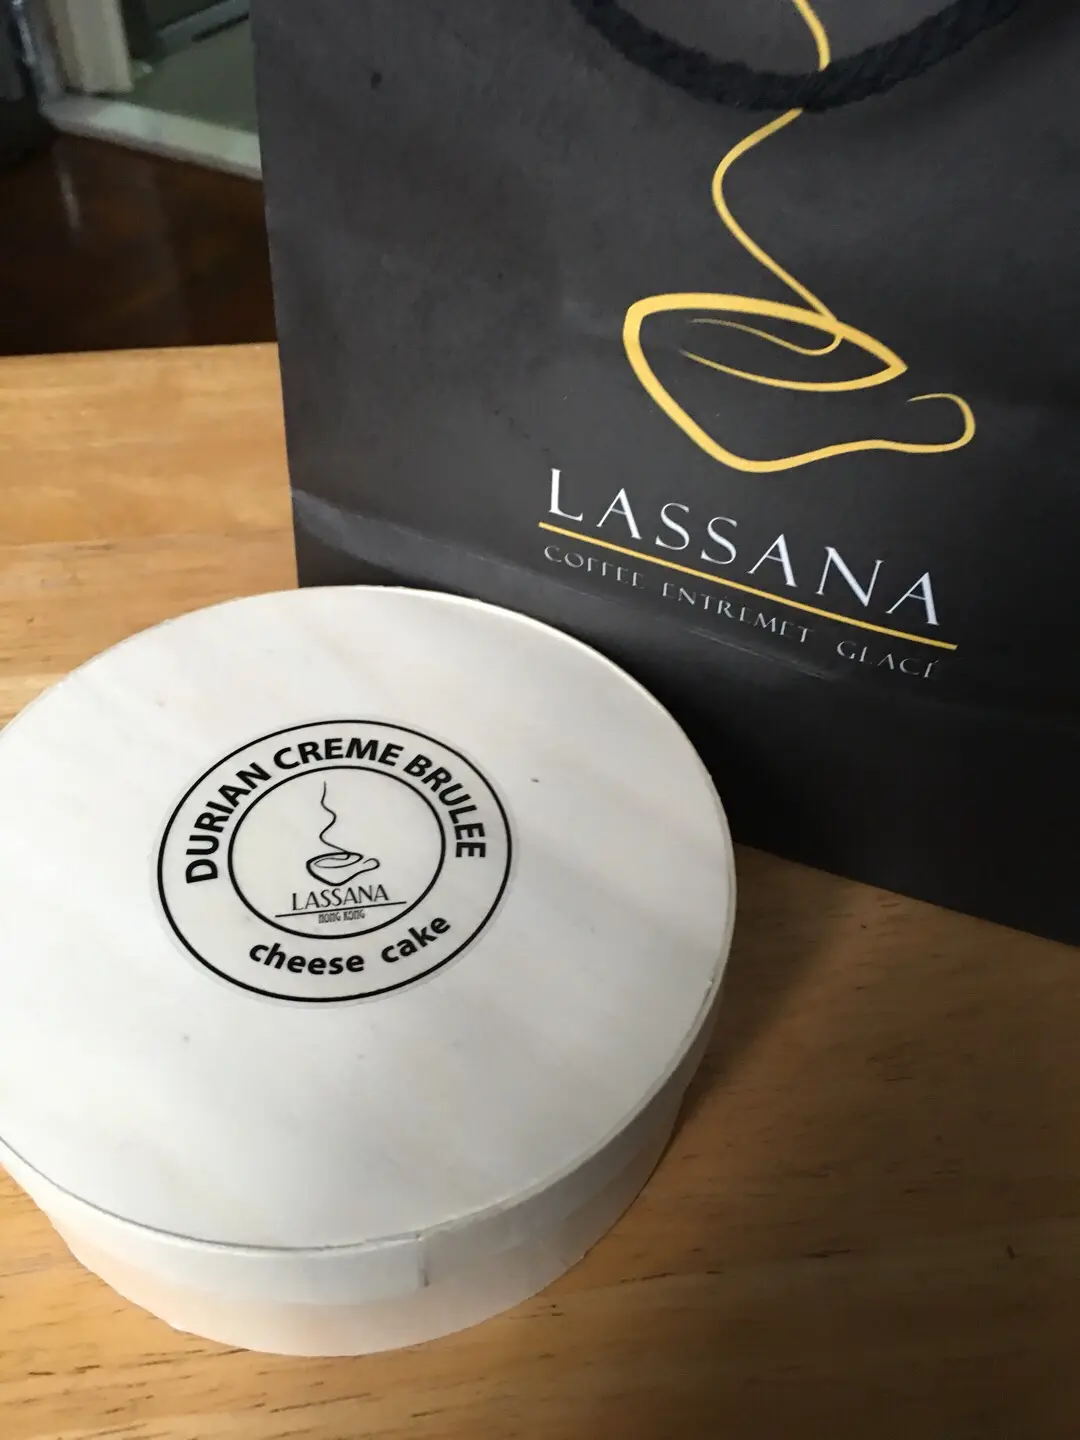 LASSANA
COFFEE ENTREMET GLACÉ
DURIAN CREME BRULEE
LASSANA
HONG KONG
cheese cake